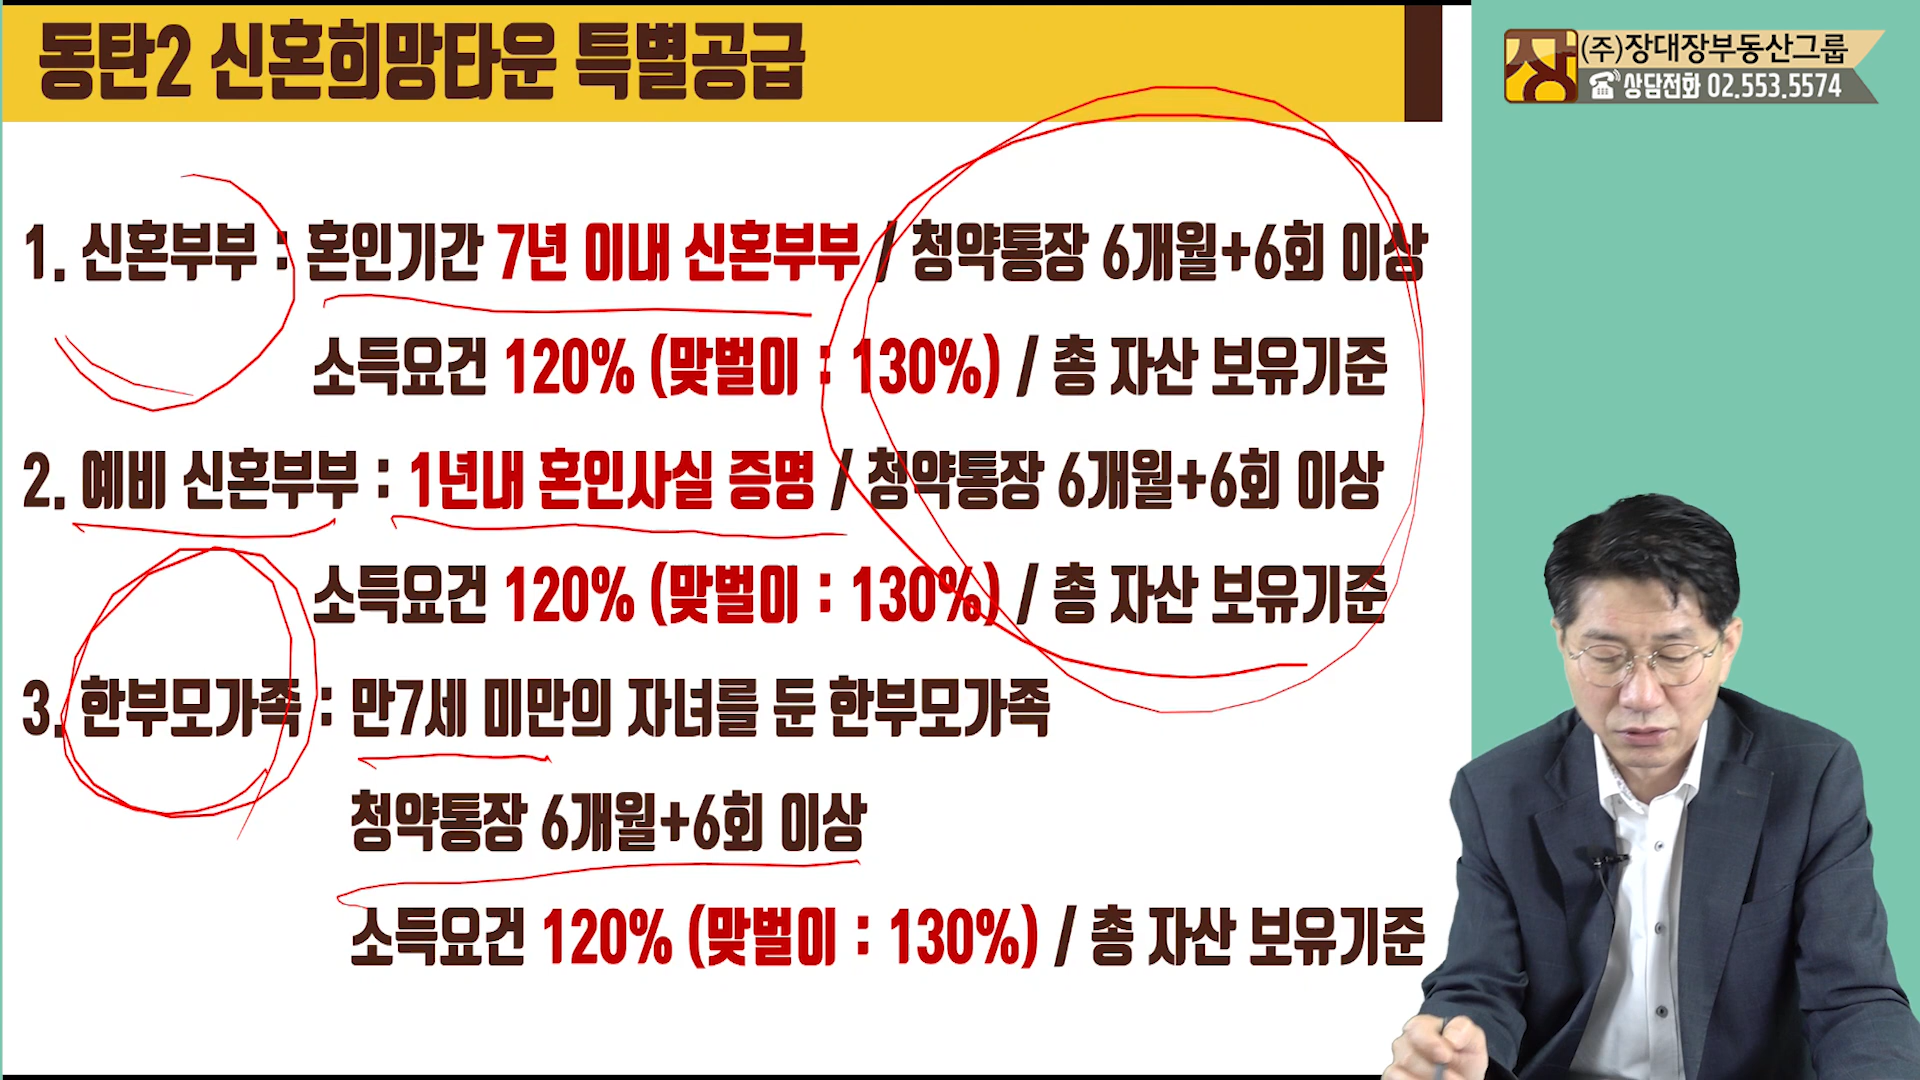 동탄2 신혼희망타운 특별공급
(주)장대장부동산그룹
상담전화 02.553.5574
장
1. 신혼부부 : 혼인기간 7년 이내 신혼부부 / 청약통장 6개월+6회 이상
소득요건 120% (맞벌이 : 130%) / 총 자산 보유기준
2. 예비 신혼부부 : 1년내 혼인사실 증명 / 청약통장 6개월+6회 이상
소득요건 120% (맞벌이 : 130%) / 총 자산 보유기준
3. 한부모가족 : 만7세 미만의 자녀를 둔 한부모가족
청약통장 6개월+6회 이상
소득요건 120% (맞벌이 : 130%) / 총 자산 보유기준